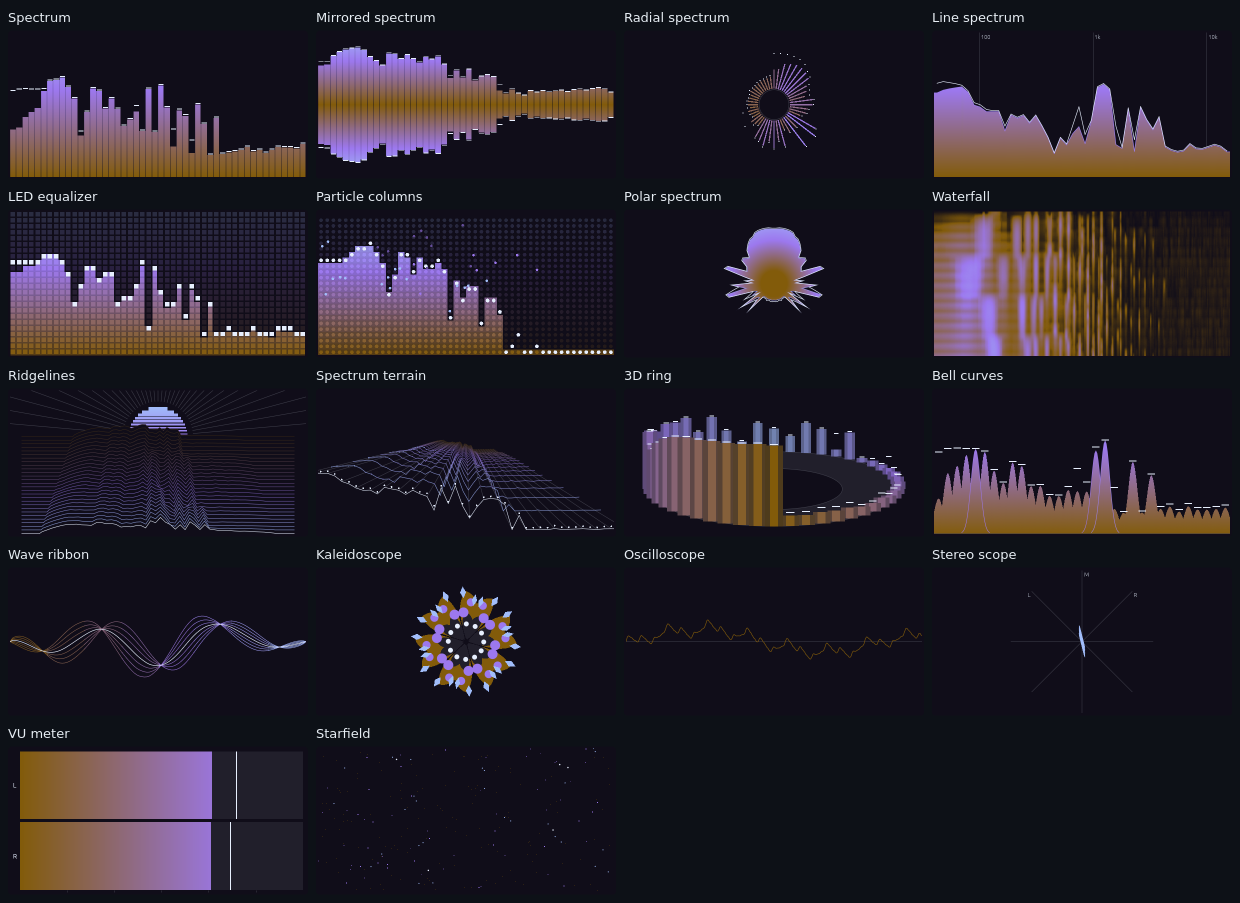 Spectrum
Mirrored spectrum
Radial spectrum
Line spectrum
100
1k
10k
LED equalizer
Particle columns
Polar spectrum
Waterfall
Ridgelines
Spectrum terrain
3D ring
Bell curves
Wave ribbon
Kaleidoscope
Oscilloscope
Stereo scope
M
L
R
VU meter
Starfield
L
R